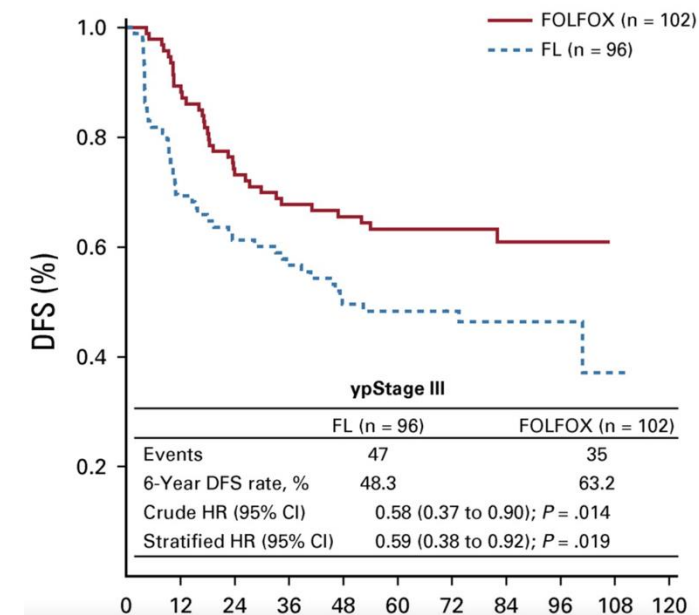 FOLFOX (n = 102)
FL (n = 96)
1.0
0.8
0.6
0.4
0.2
DFS (%)
ypStage III
FL (n = 96) FOLFOX (n = 102)
Events 47 35
6-Year DFS rate, % 48.3 63.2
Crude HR (95% CI) 0.58 (0.37 to 0.90); P = .014
Stratified HR (95% CI) 0.59 (0.38 to 0.92); P = .019
0 12 24 36 48 60 72 84 96 108 120